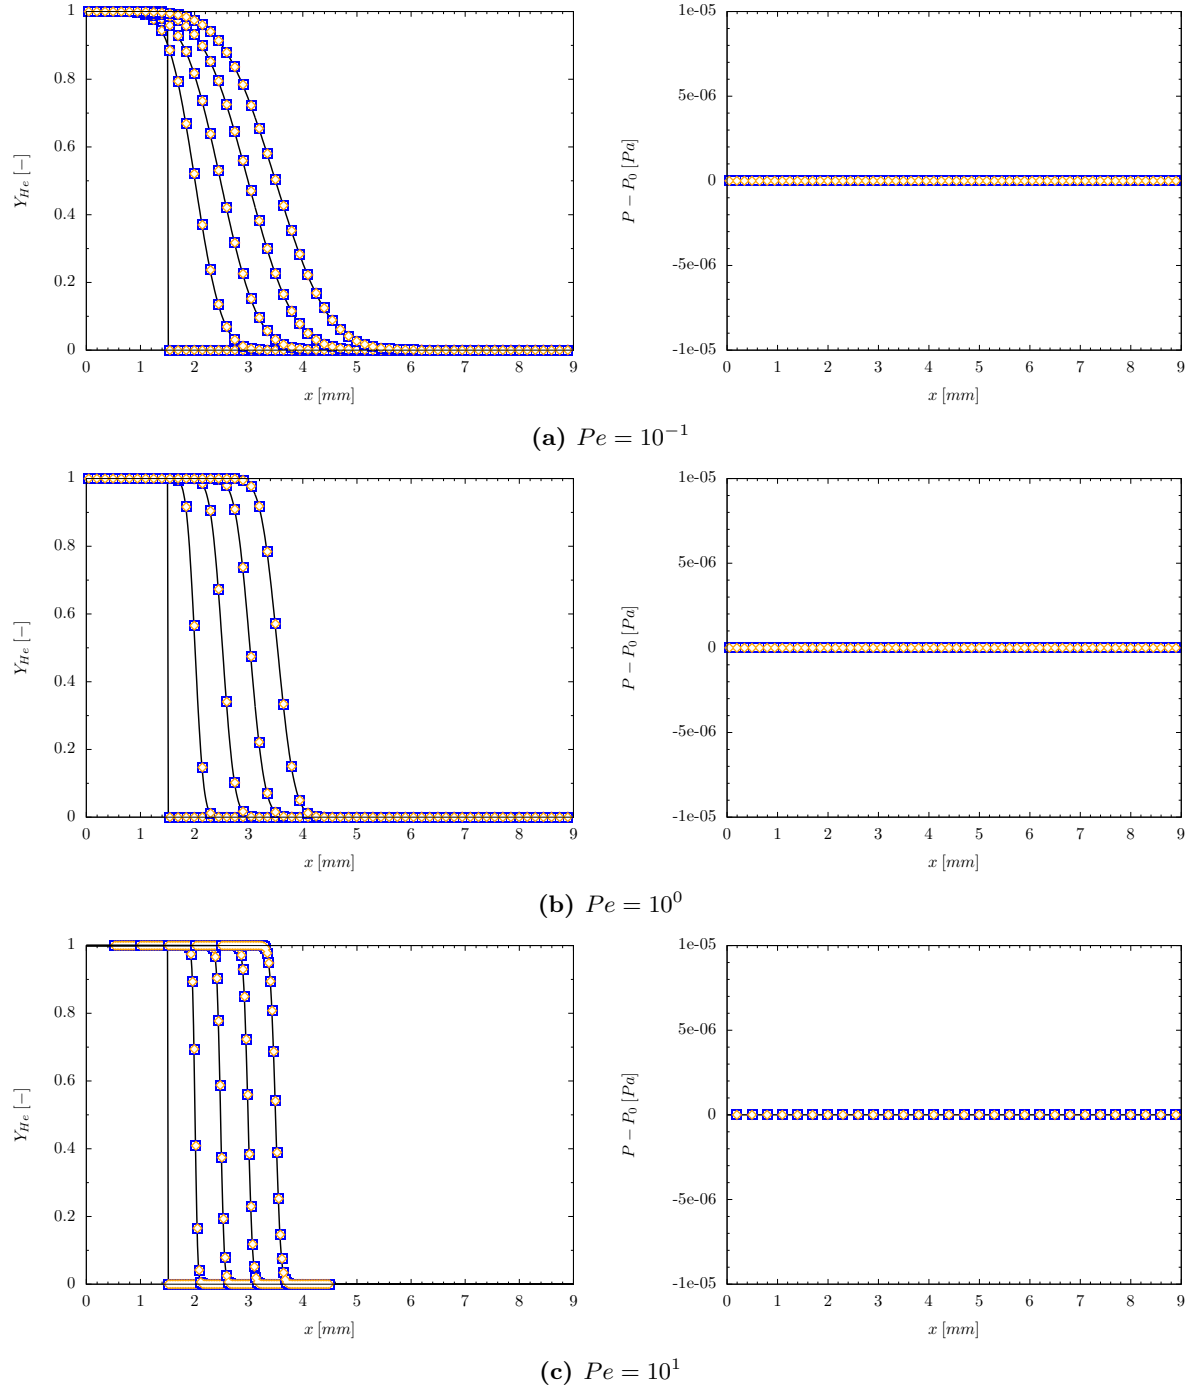 1
0.8
0.6
0.4
0.2
0
Y_{He} [−]
0 1 2 3 4 5 6 7 8 9
x [mm]
1e-05
5e-06
0
-5e-06
-1e-05
P − P_0 [Pa]
0 1 2 3 4 5 6 7 8 9
x [mm]
(a) Pe = 10^{−1}
1
0.8
0.6
0.4
0.2
0
Y_{He} [−]
0 1 2 3 4 5 6 7 8 9
x [mm]
1e-05
5e-06
0
-5e-06
-1e-05
P − P_0 [Pa]
0 1 2 3 4 5 6 7 8 9
x [mm]
(b) Pe = 10^0
1
0.8
0.6
0.4
0.2
0
Y_{He} [−]
0 1 2 3 4 5 6 7 8 9
x [mm]
1e-05
5e-06
0
-5e-06
-1e-05
P − P_0 [Pa]
0 1 2 3 4 5 6 7 8 9
x [mm]
(c) Pe = 10^1